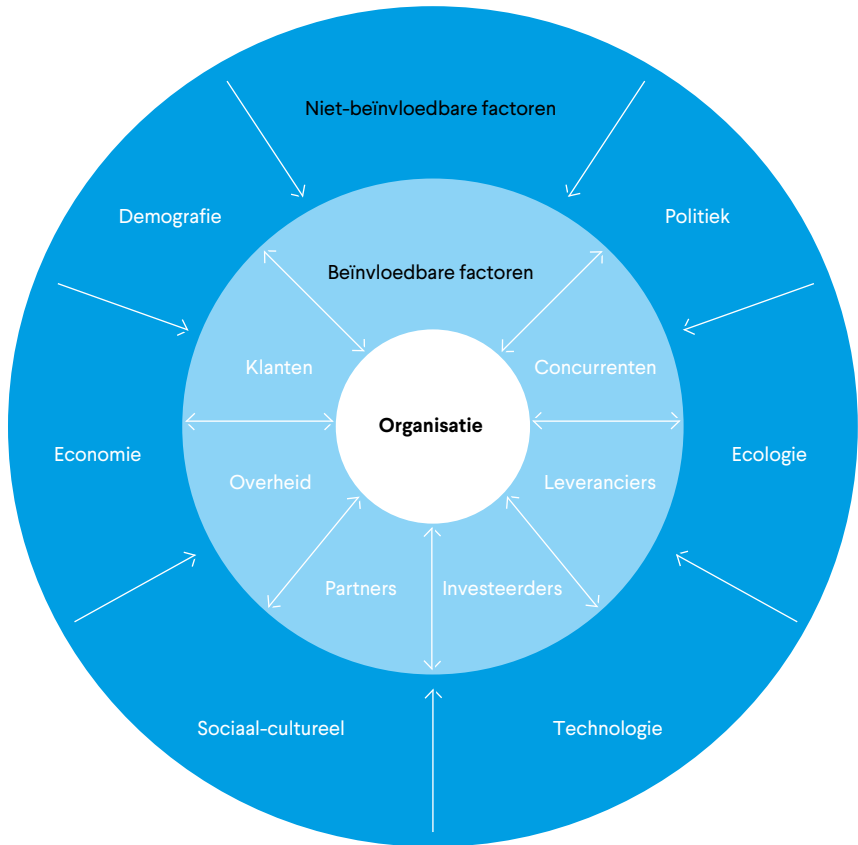 Niet-beïnvloedbare factoren
Demografie
Politiek
Beïnvloedbare factoren
Klanten
Concurrenten
Organisatie
Economie
Ecologie
Overheid
Leveranciers
Partners
Investeerders
Sociaal-cultureel
Technologie